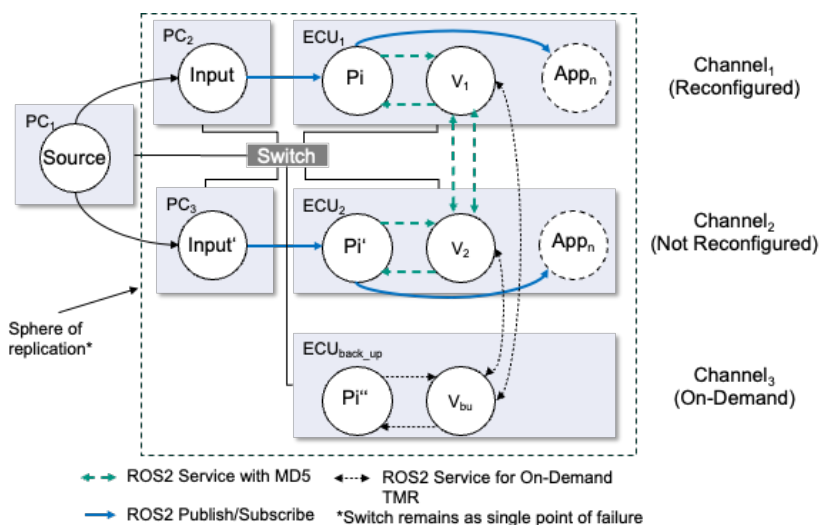 PC₂
Input
ECU₁
Pi
V₁
Appₙ
Channel₁
(Reconfigured)
PC₁
Source
Switch
PC₃
Input‘
ECU₂
Pi‘
V₂
Appₙ
Channel₂
(Not Reconfigured)
Sphere of
replication*
ECU_back_up
Pi‘‘
V_bu
Channel₃
(On-Demand)
ROS2 Service with MD5
ROS2 Service for On-Demand
TMR
ROS2 Publish/Subscribe
*Switch remains as single point of failure